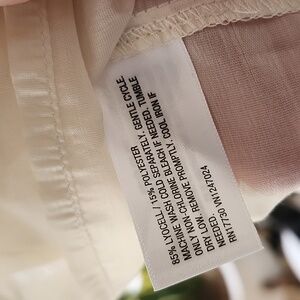 85% LYOCELL / 15% POLYESTER
MACHINE WASH COLD SEPARATELY, GENTLE CYCLE
ONLY NON-CHLORINE BLEACH IF NEEDED. TUMBLE
DRY LOW. REMOVE PROMPTLY. COOL IRON IF
NEEDED.
RN17730 VN1247024